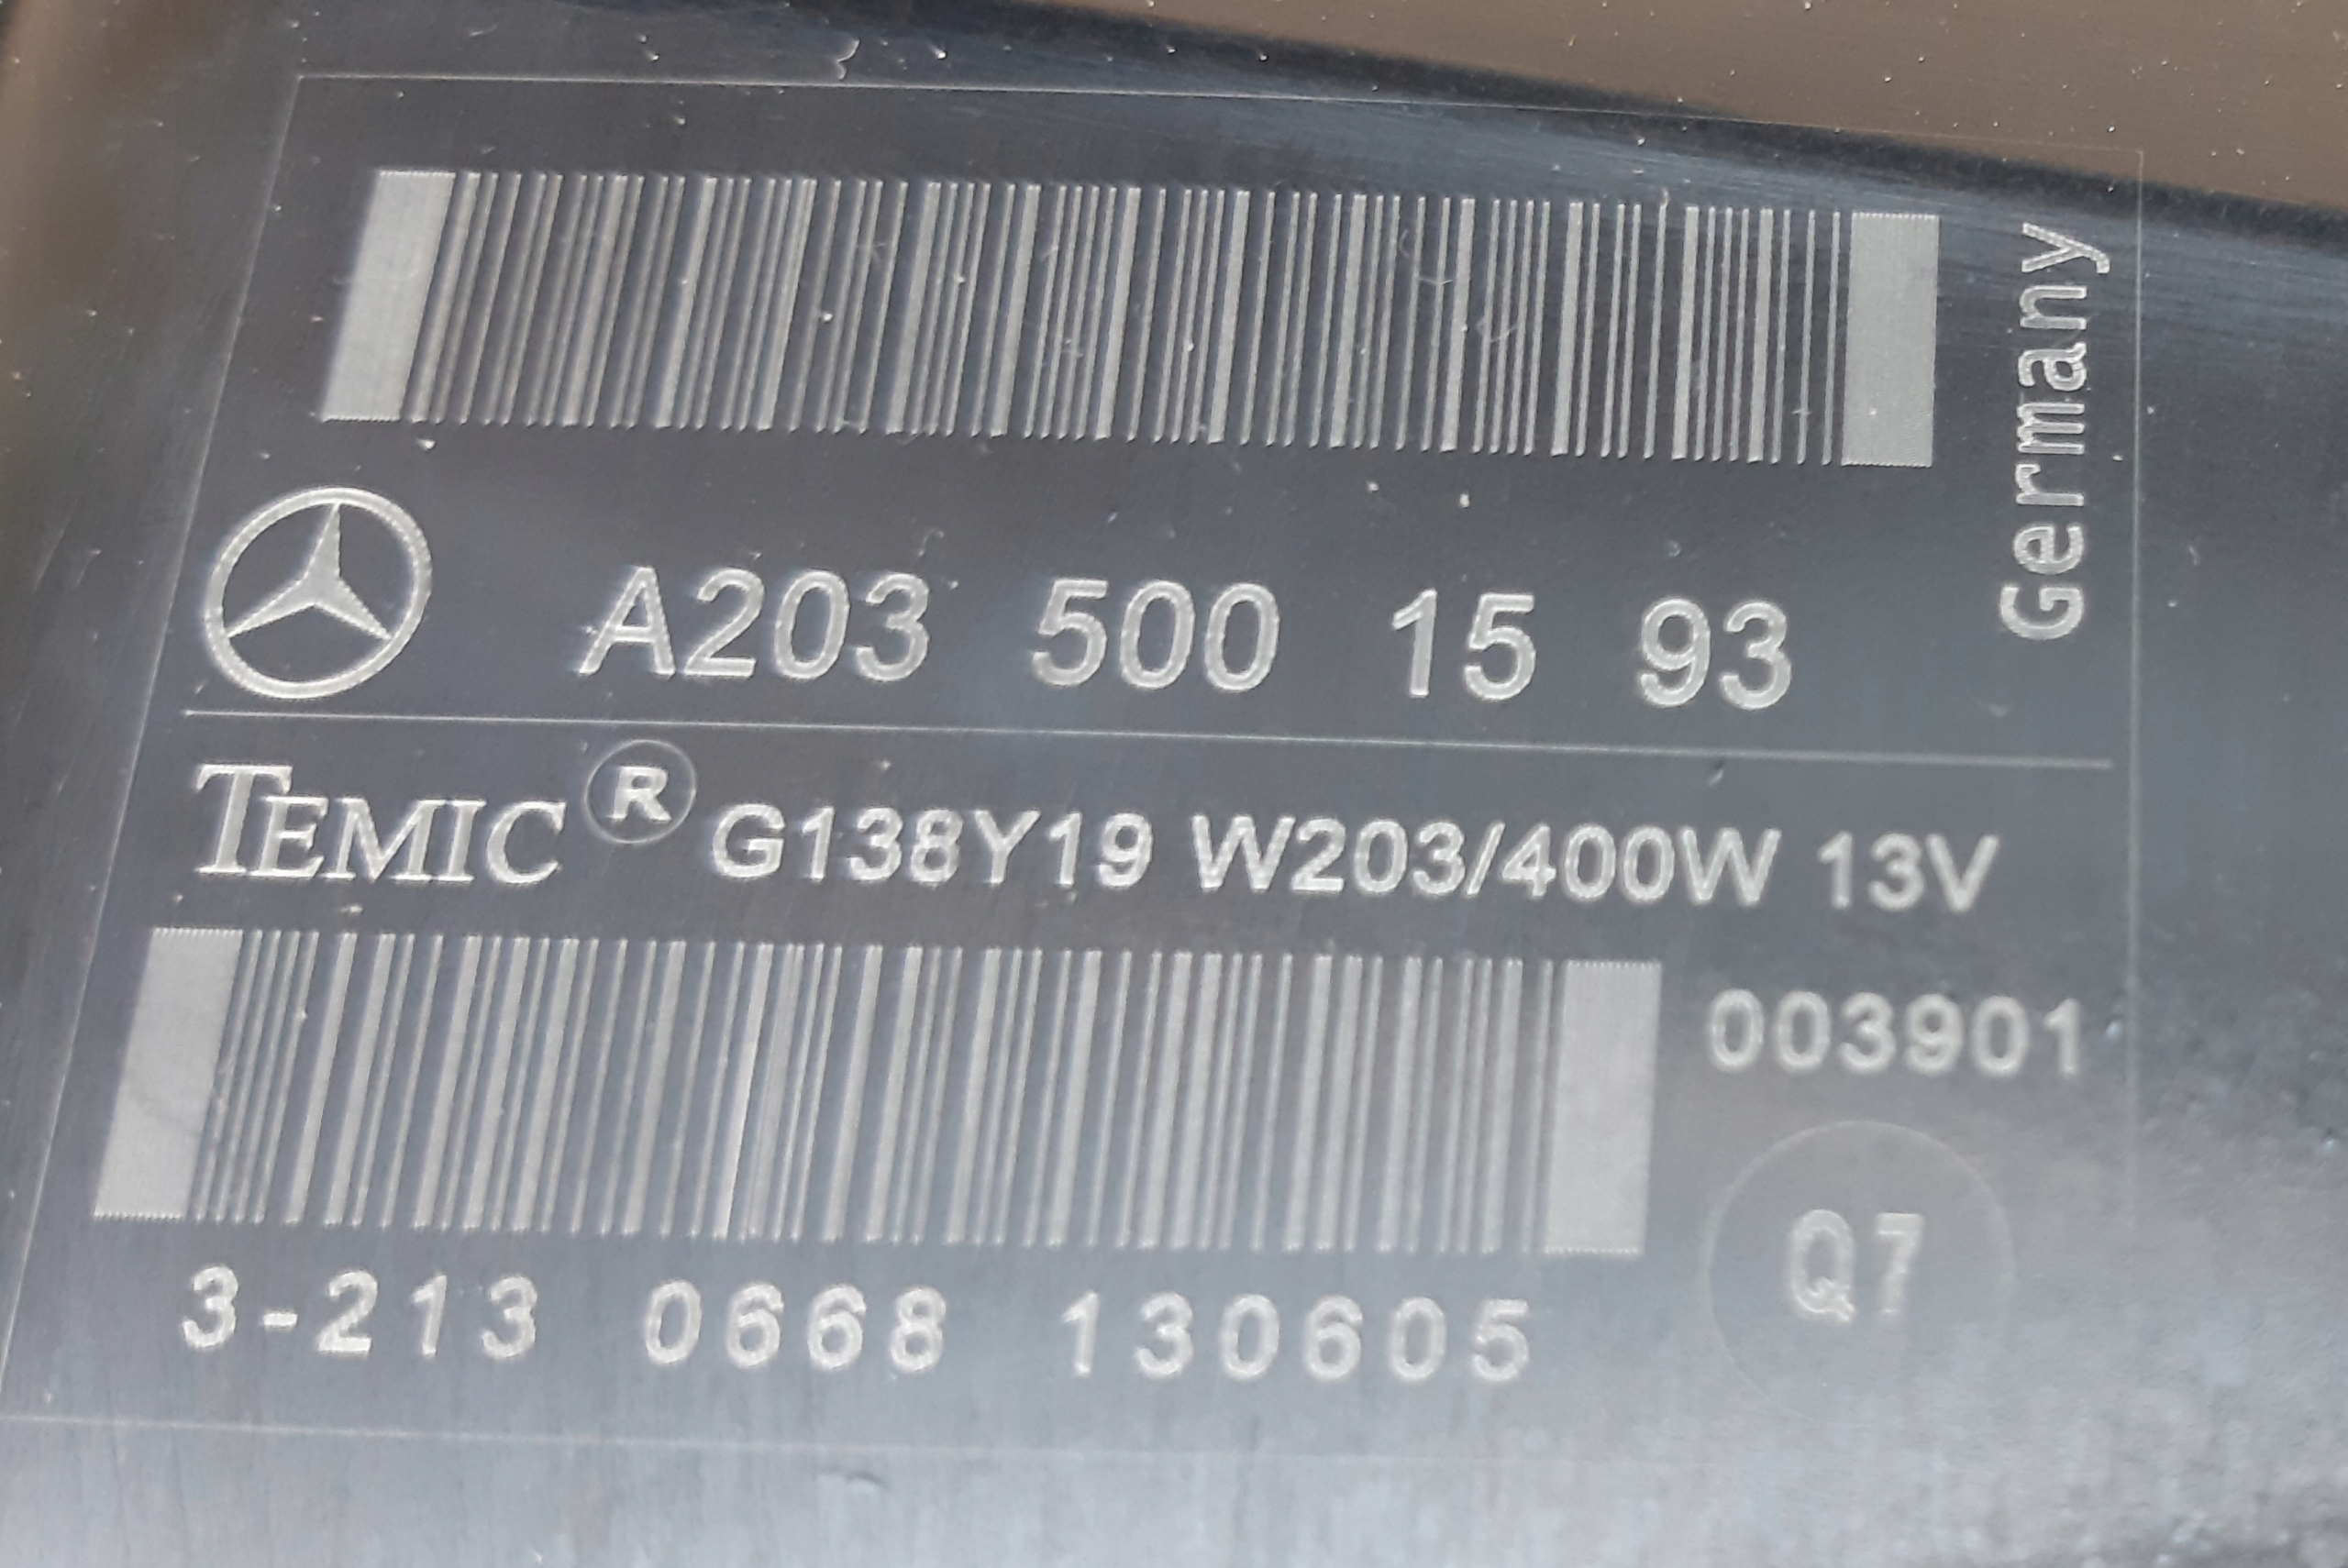 A203 500 15 93
Germany
TEMIC ® G138Y19 W203/400W 13V
003901
Q7
3-213 0668 130605